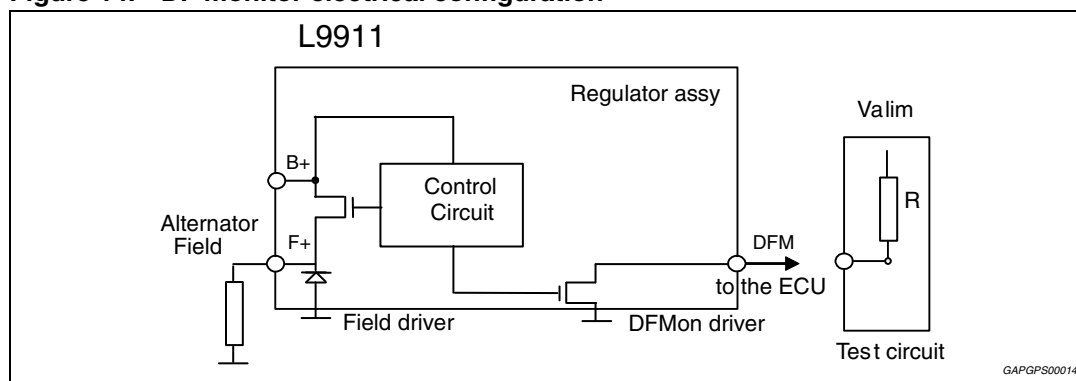 L9911
Regulator assy
Valim
B+
Control
Circuit
R
Alternator
Field
F+
DFM
to the ECU
Field driver
DFMon driver
Test circuit
GAPGPS00014